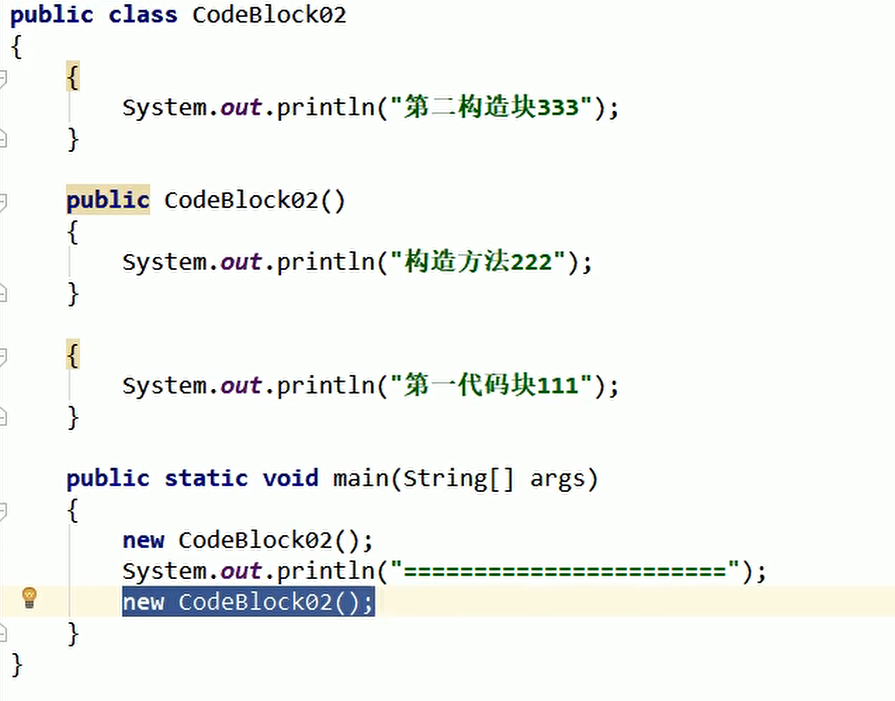 public class CodeBlock02
{
    {
        System.out.println("第二构造块333");
    }
    public CodeBlock02()
    {
        System.out.println("构造方法222");
    }
    {
        System.out.println("第一代码块111");
    }
    public static void main(String[] args)
    {
        new CodeBlock02();
        System.out.println("=======================");
        new CodeBlock02();
    }
}